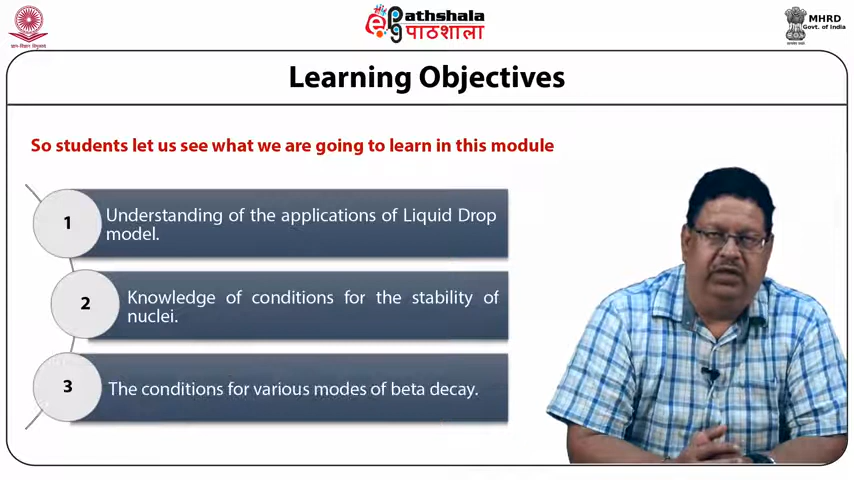 ePathshala
पाठशाला
MHRD
Govt. of India
Learning Objectives
So students let us see what we are going to learn in this module
1
Understanding of the applications of Liquid Drop
model.
2
Knowledge of conditions for the stability of
nuclei.
3
The conditions for various modes of beta decay.